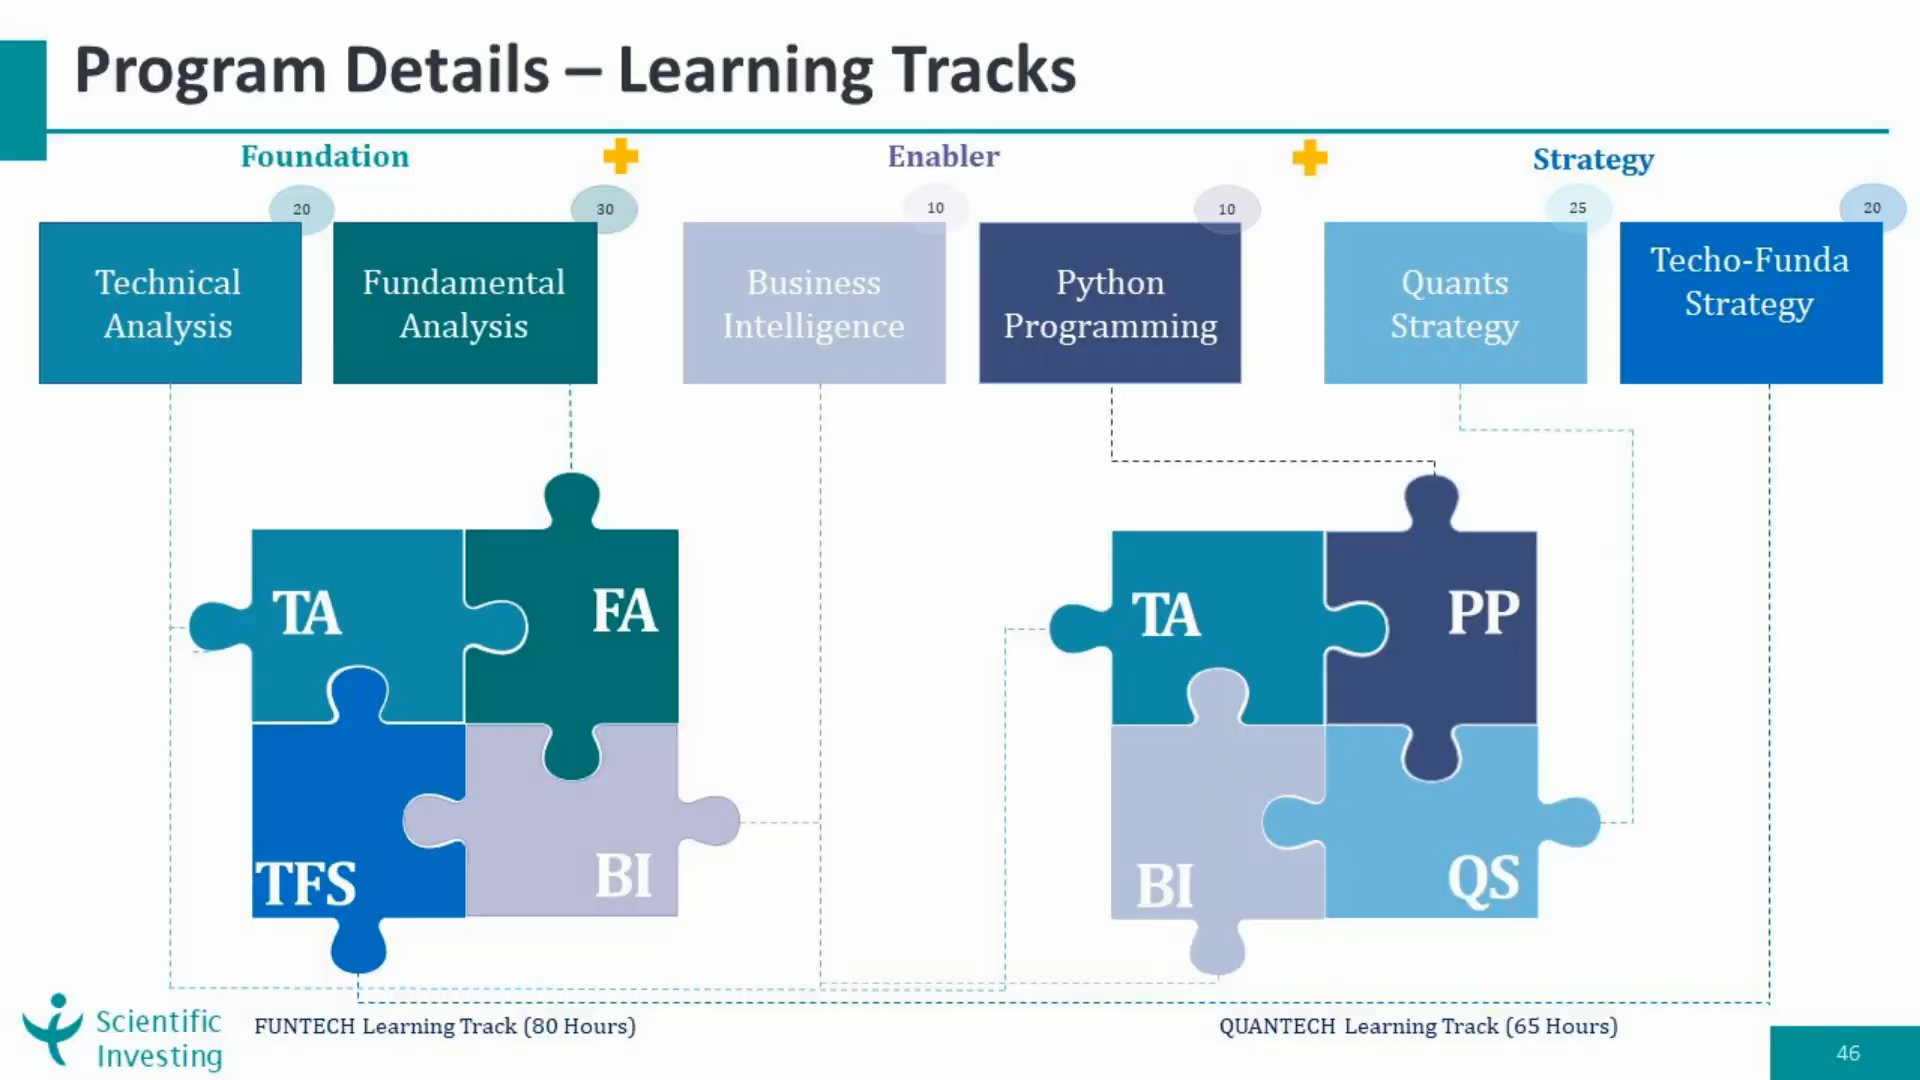 Program Details – Learning Tracks
Foundation
Enabler
Strategy
20
30
10
10
25
20
Technical
Analysis
Fundamental
Analysis
Business
Intelligence
Python
Programming
Quants
Strategy
Techo-Funda
Strategy
TA
FA
TFS
BI
TA
PP
BI
QS
Scientific
Investing
FUNTECH Learning Track (80 Hours)
QUANTECH Learning Track (65 Hours)
46